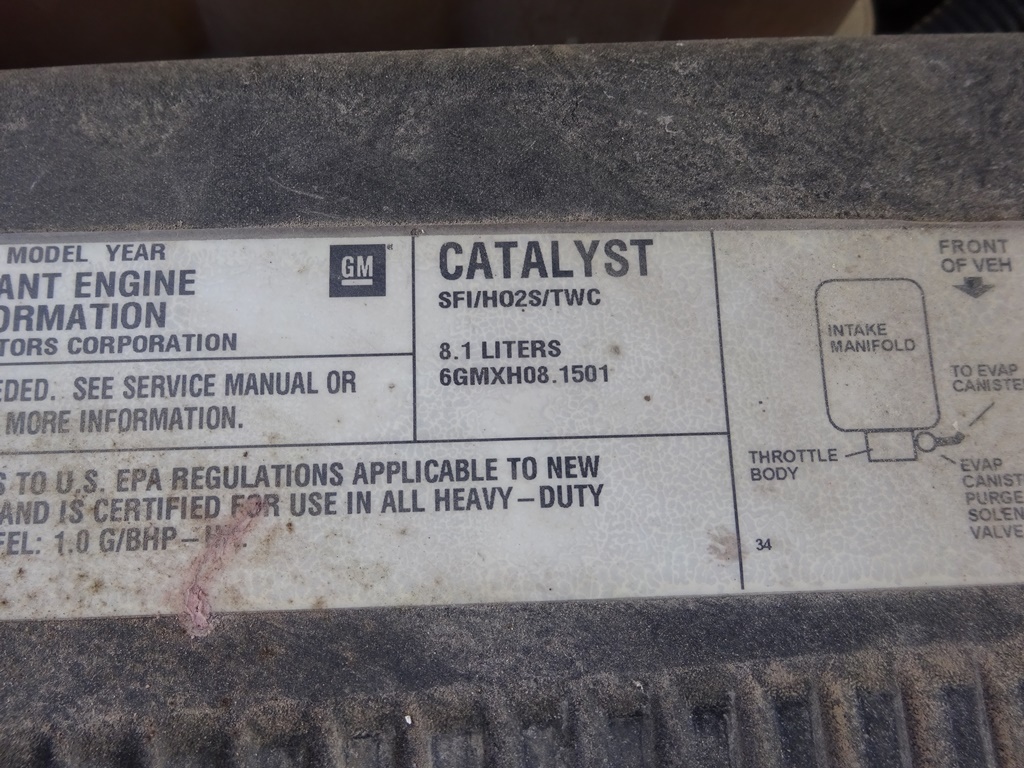 MODEL YEAR
ANT ENGINE
ORMATION
TORS CORPORATION
GM
EDED. SEE SERVICE MANUAL OR
MORE INFORMATION.
CATALYST
SFI/HO2S/TWC
8.1 LITERS
6GMXH08.1501
S TO U.S. EPA REGULATIONS APPLICABLE TO NEW
AND IS CERTIFIED FOR USE IN ALL HEAVY-DUTY
FEL: 1.0 G/BHP-
FRONT
OF VEH
INTAKE
MANIFOLD
TO EVAP
CANISTE
THROTTLE
BODY
EVAP
CANIST
PURGE
SOLEN
VALVE
34